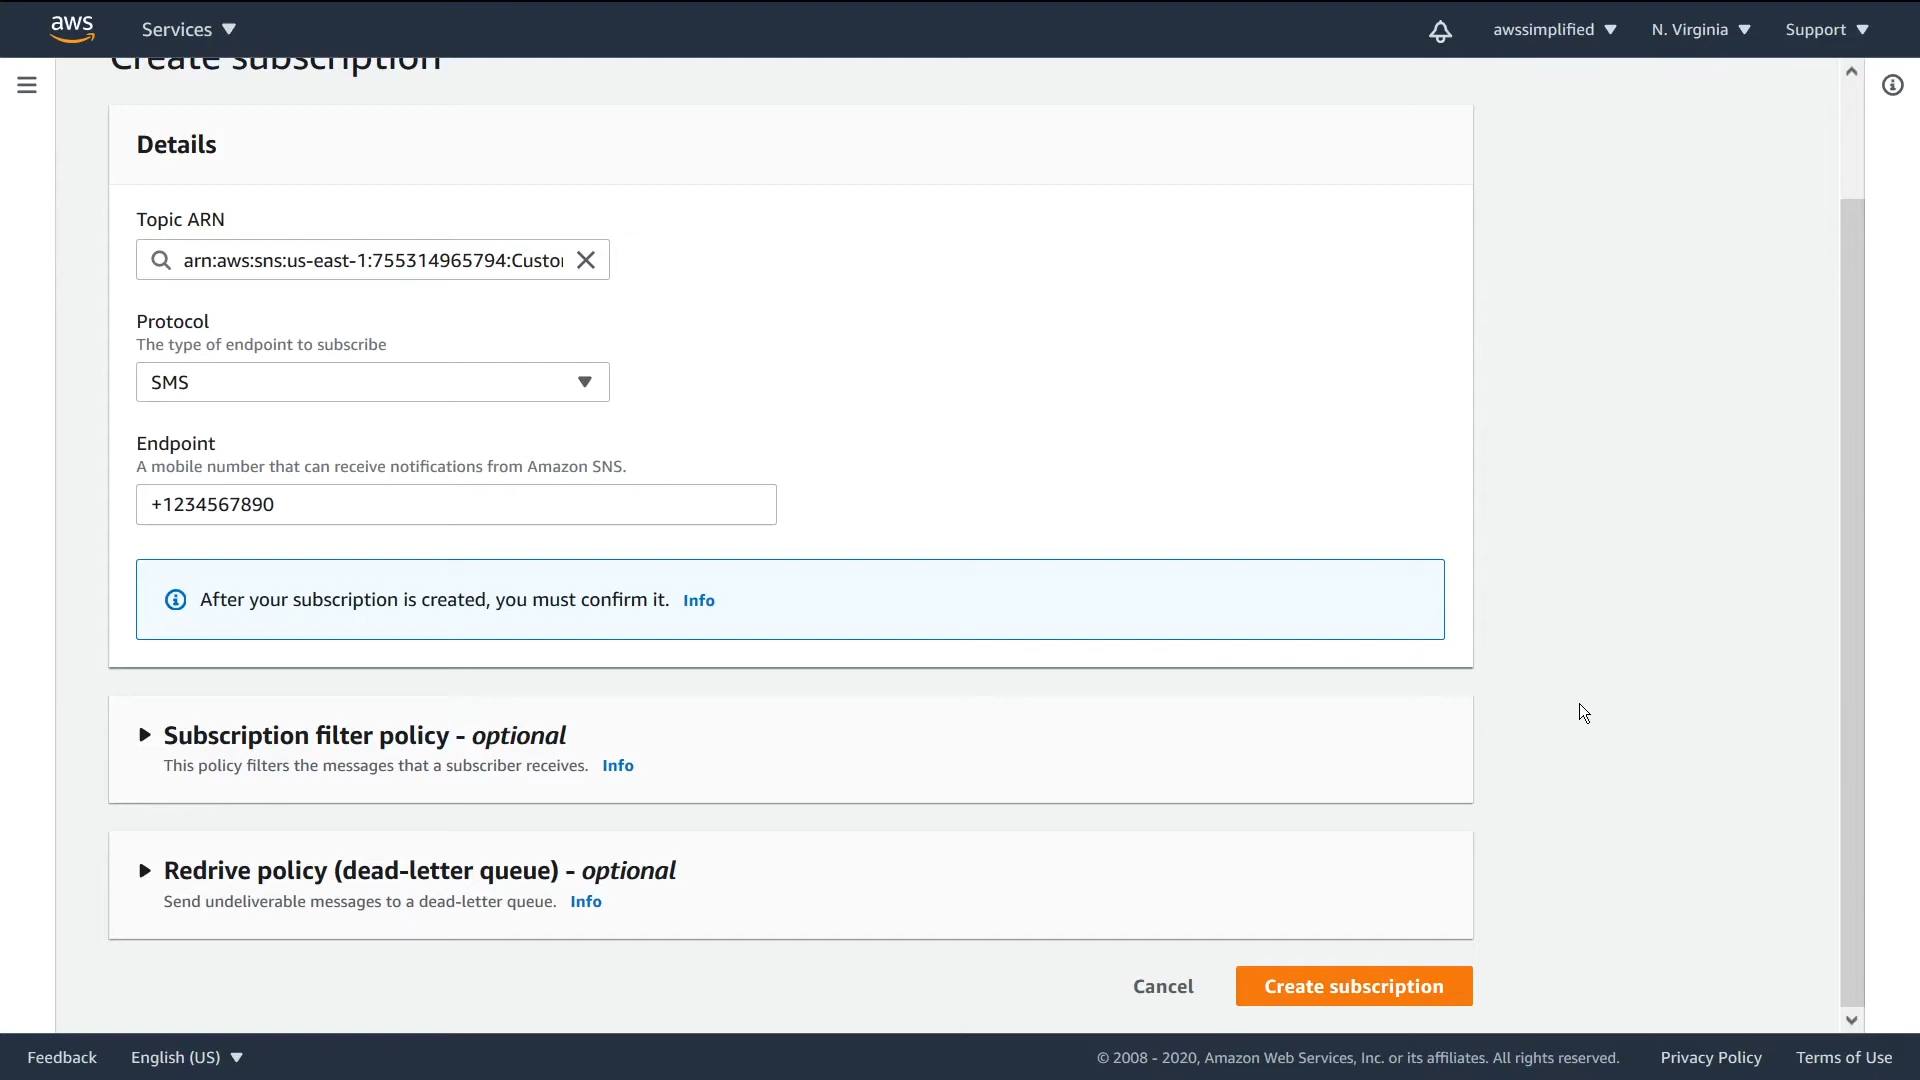 aws
Services
awssimplified
N. Virginia
Support
Create subscription
Details
Topic ARN
arn:aws:sns:us-east-1:755314965794:Custo
Protocol
The type of endpoint to subscribe
SMS
Endpoint
A mobile number that can receive notifications from Amazon SNS.
+1234567890
After your subscription is created, you must confirm it. Info
Subscription filter policy - optional
This policy filters the messages that a subscriber receives. Info
Redrive policy (dead-letter queue) - optional
Send undeliverable messages to a dead-letter queue. Info
Cancel
Create subscription
Feedback
English (US)
© 2008 - 2020, Amazon Web Services, Inc. or its affiliates. All rights reserved.
Privacy Policy
Terms of Use